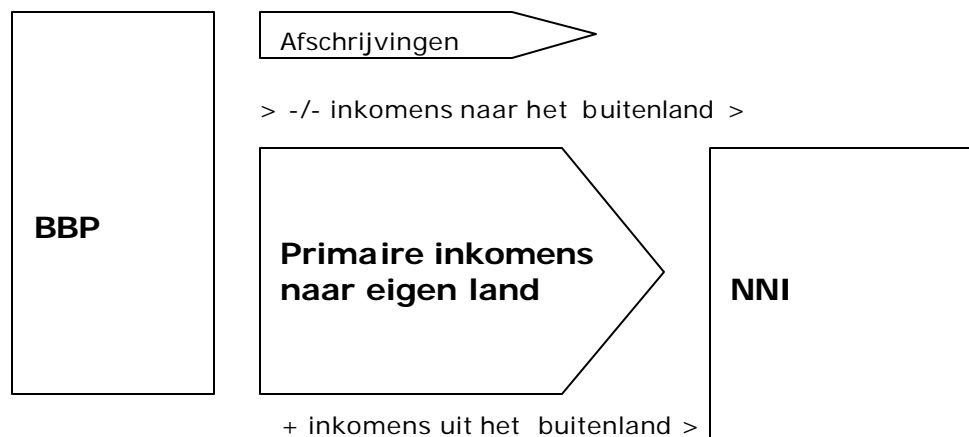 Afschrijvingen
> -/- inkomens naar het buitenland >
BBP
Primaire inkomens
naar eigen land
NNI
+ inkomens uit het buitenland >